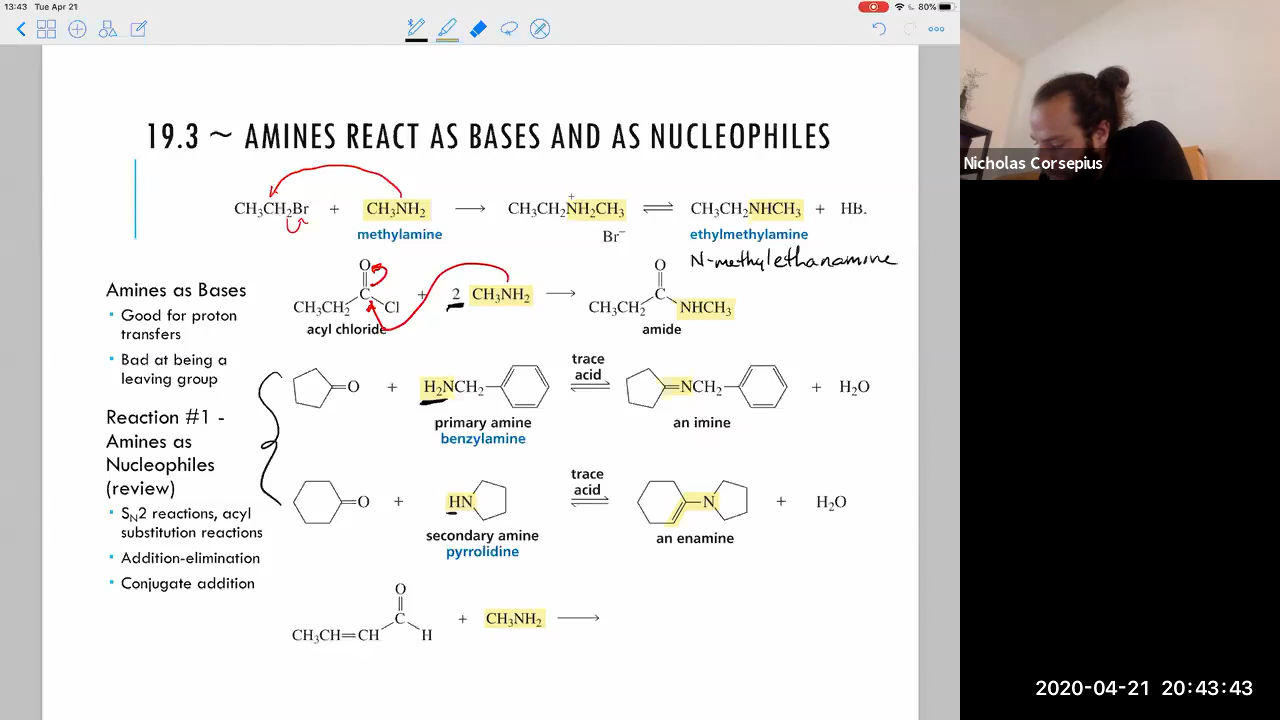 13:43 Tue Apr 21
80%
19.3 ~ AMINES REACT AS BASES AND AS NUCLEOPHILES
Nicholas Corsepius
CH₃CH₂Br + CH₃NH₂ ⟶ CH₃CH₂N⁺H₂CH₃ ⇌ CH₃CH₂NHCH₃ + HB.
methylamine Br⁻ ethylmethylamine
N-methylethanamine
Amines as Bases
Good for proton
transfers
Bad at being a
leaving group
O O
CH₃CH₂ C Cl + 2 CH₃NH₂ ⟶ CH₃CH₂ C NHCH₃
acyl chloride amide
trace
acid
=O + H₂NCH₂ ⇌ =NCH₂ + H₂O
primary amine an imine
benzylamine
Reaction #1 -
Amines as
Nucleophiles
(review)
SN2 reactions, acyl
substitution reactions
Addition-elimination
Conjugate addition
trace
acid
=O + HN ⇌ N + H₂O
secondary amine an enamine
pyrrolidine
O
CH₃CH=CH C H + CH₃NH₂ ⟶
2020-04-21 20:43:43